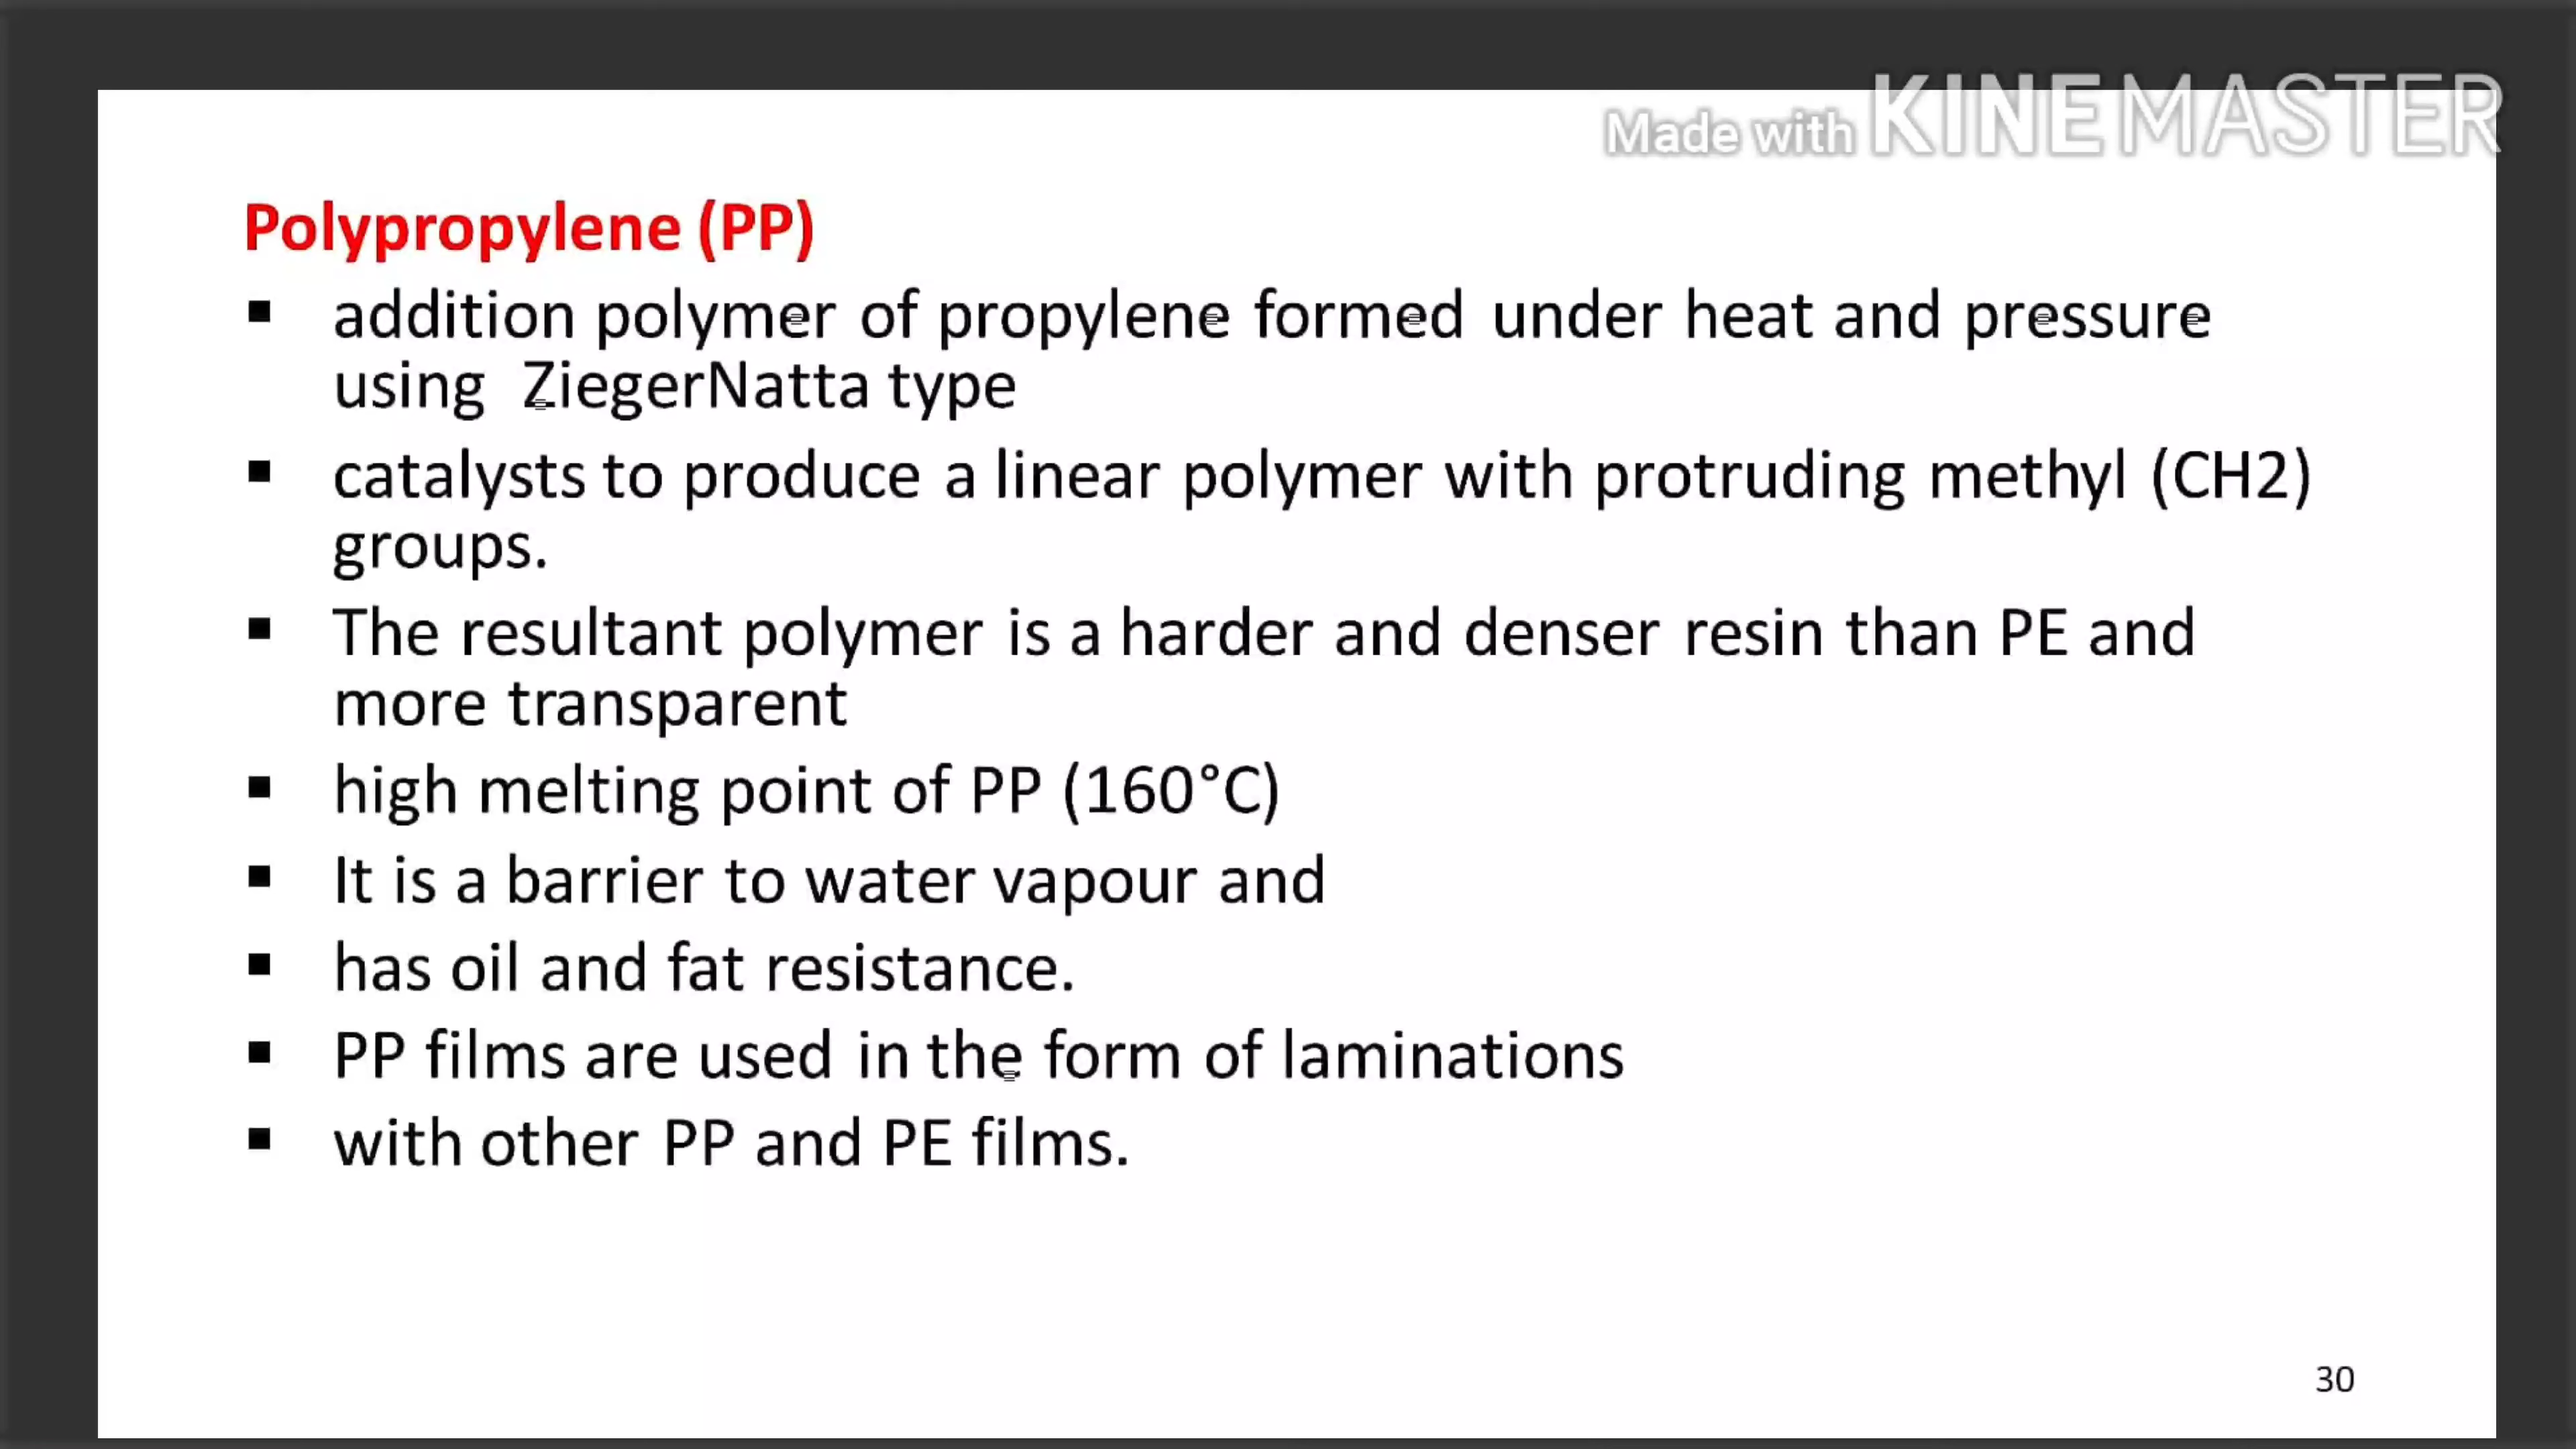 Made with KINEMASTER
Polypropylene (PP)
▪ addition polymer of propylene formed under heat and pressure
using ZiegerNatta type
▪ catalysts to produce a linear polymer with protruding methyl (CH2)
groups.
▪ The resultant polymer is a harder and denser resin than PE and
more transparent
▪ high melting point of PP (160°C)
▪ It is a barrier to water vapour and
▪ has oil and fat resistance.
▪ PP films are used in the form of laminations
▪ with other PP and PE films.
30